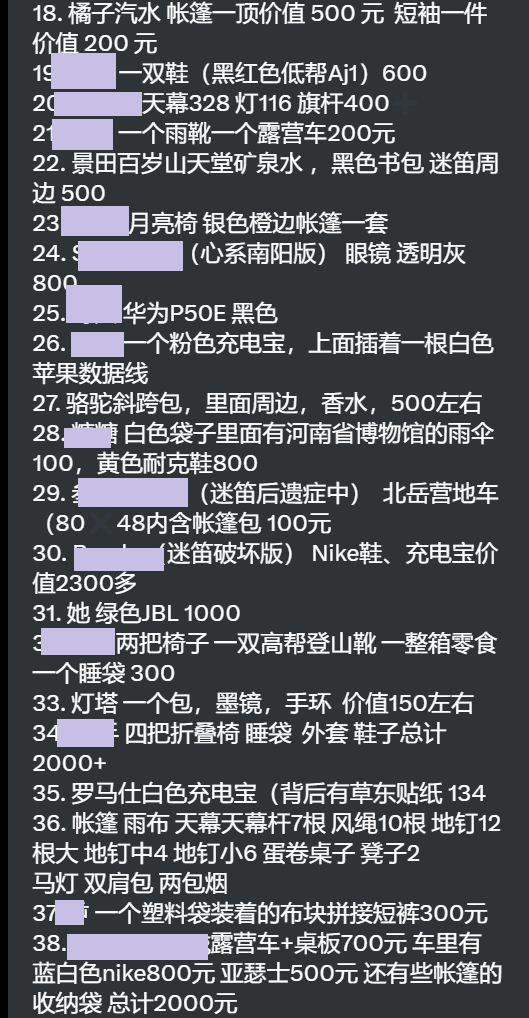 18. 橘子汽水 帐篷一顶价值 500 元  短袖一件
价值 200 元
19 一双鞋（黑红色低帮Aj1）600
20 天幕328 灯116 旗杆400
21 一个雨靴一个露营车200元
22. 景田百岁山天堂矿泉水 ，黑色书包 迷笛周
边 500
23 月亮椅 银色橙边帐篷一套
24. （心系南阳版） 眼镜 透明灰
800
25. 华为P50E 黑色
26. 一个粉色充电宝，上面插着一根白色
苹果数据线
27. 骆驼斜跨包，里面周边，香水，500左右
28. 白色袋子里面有河南省博物馆的雨伞
100，黄色耐克鞋800
29. （迷笛后遗症中） 北岳营地车
（80 48内含帐篷包 100元
30. （迷笛破坏版） Nike鞋、充电宝价
值2300多
31. 她 绿色JBL 1000
3 两把椅子 一双高帮登山靴 一整箱零食
一个睡袋 300
33. 灯塔 一个包，墨镜，手环  价值150左右
34 四把折叠椅 睡袋  外套 鞋子总计
2000+
35. 罗马仕白色充电宝（背后有草东贴纸 134
36. 帐篷 雨布 天幕天幕杆7根 风绳10根 地钉12
根大 地钉中4 地钉小6 蛋卷桌子 凳子2
马灯 双肩包 两包烟
37 一个塑料袋装着的布块拼接短裤300元
38. 露营车+桌板700元 车里有
蓝白色nike800元 亚瑟士500元 还有些帐篷的
收纳袋 总计2000元